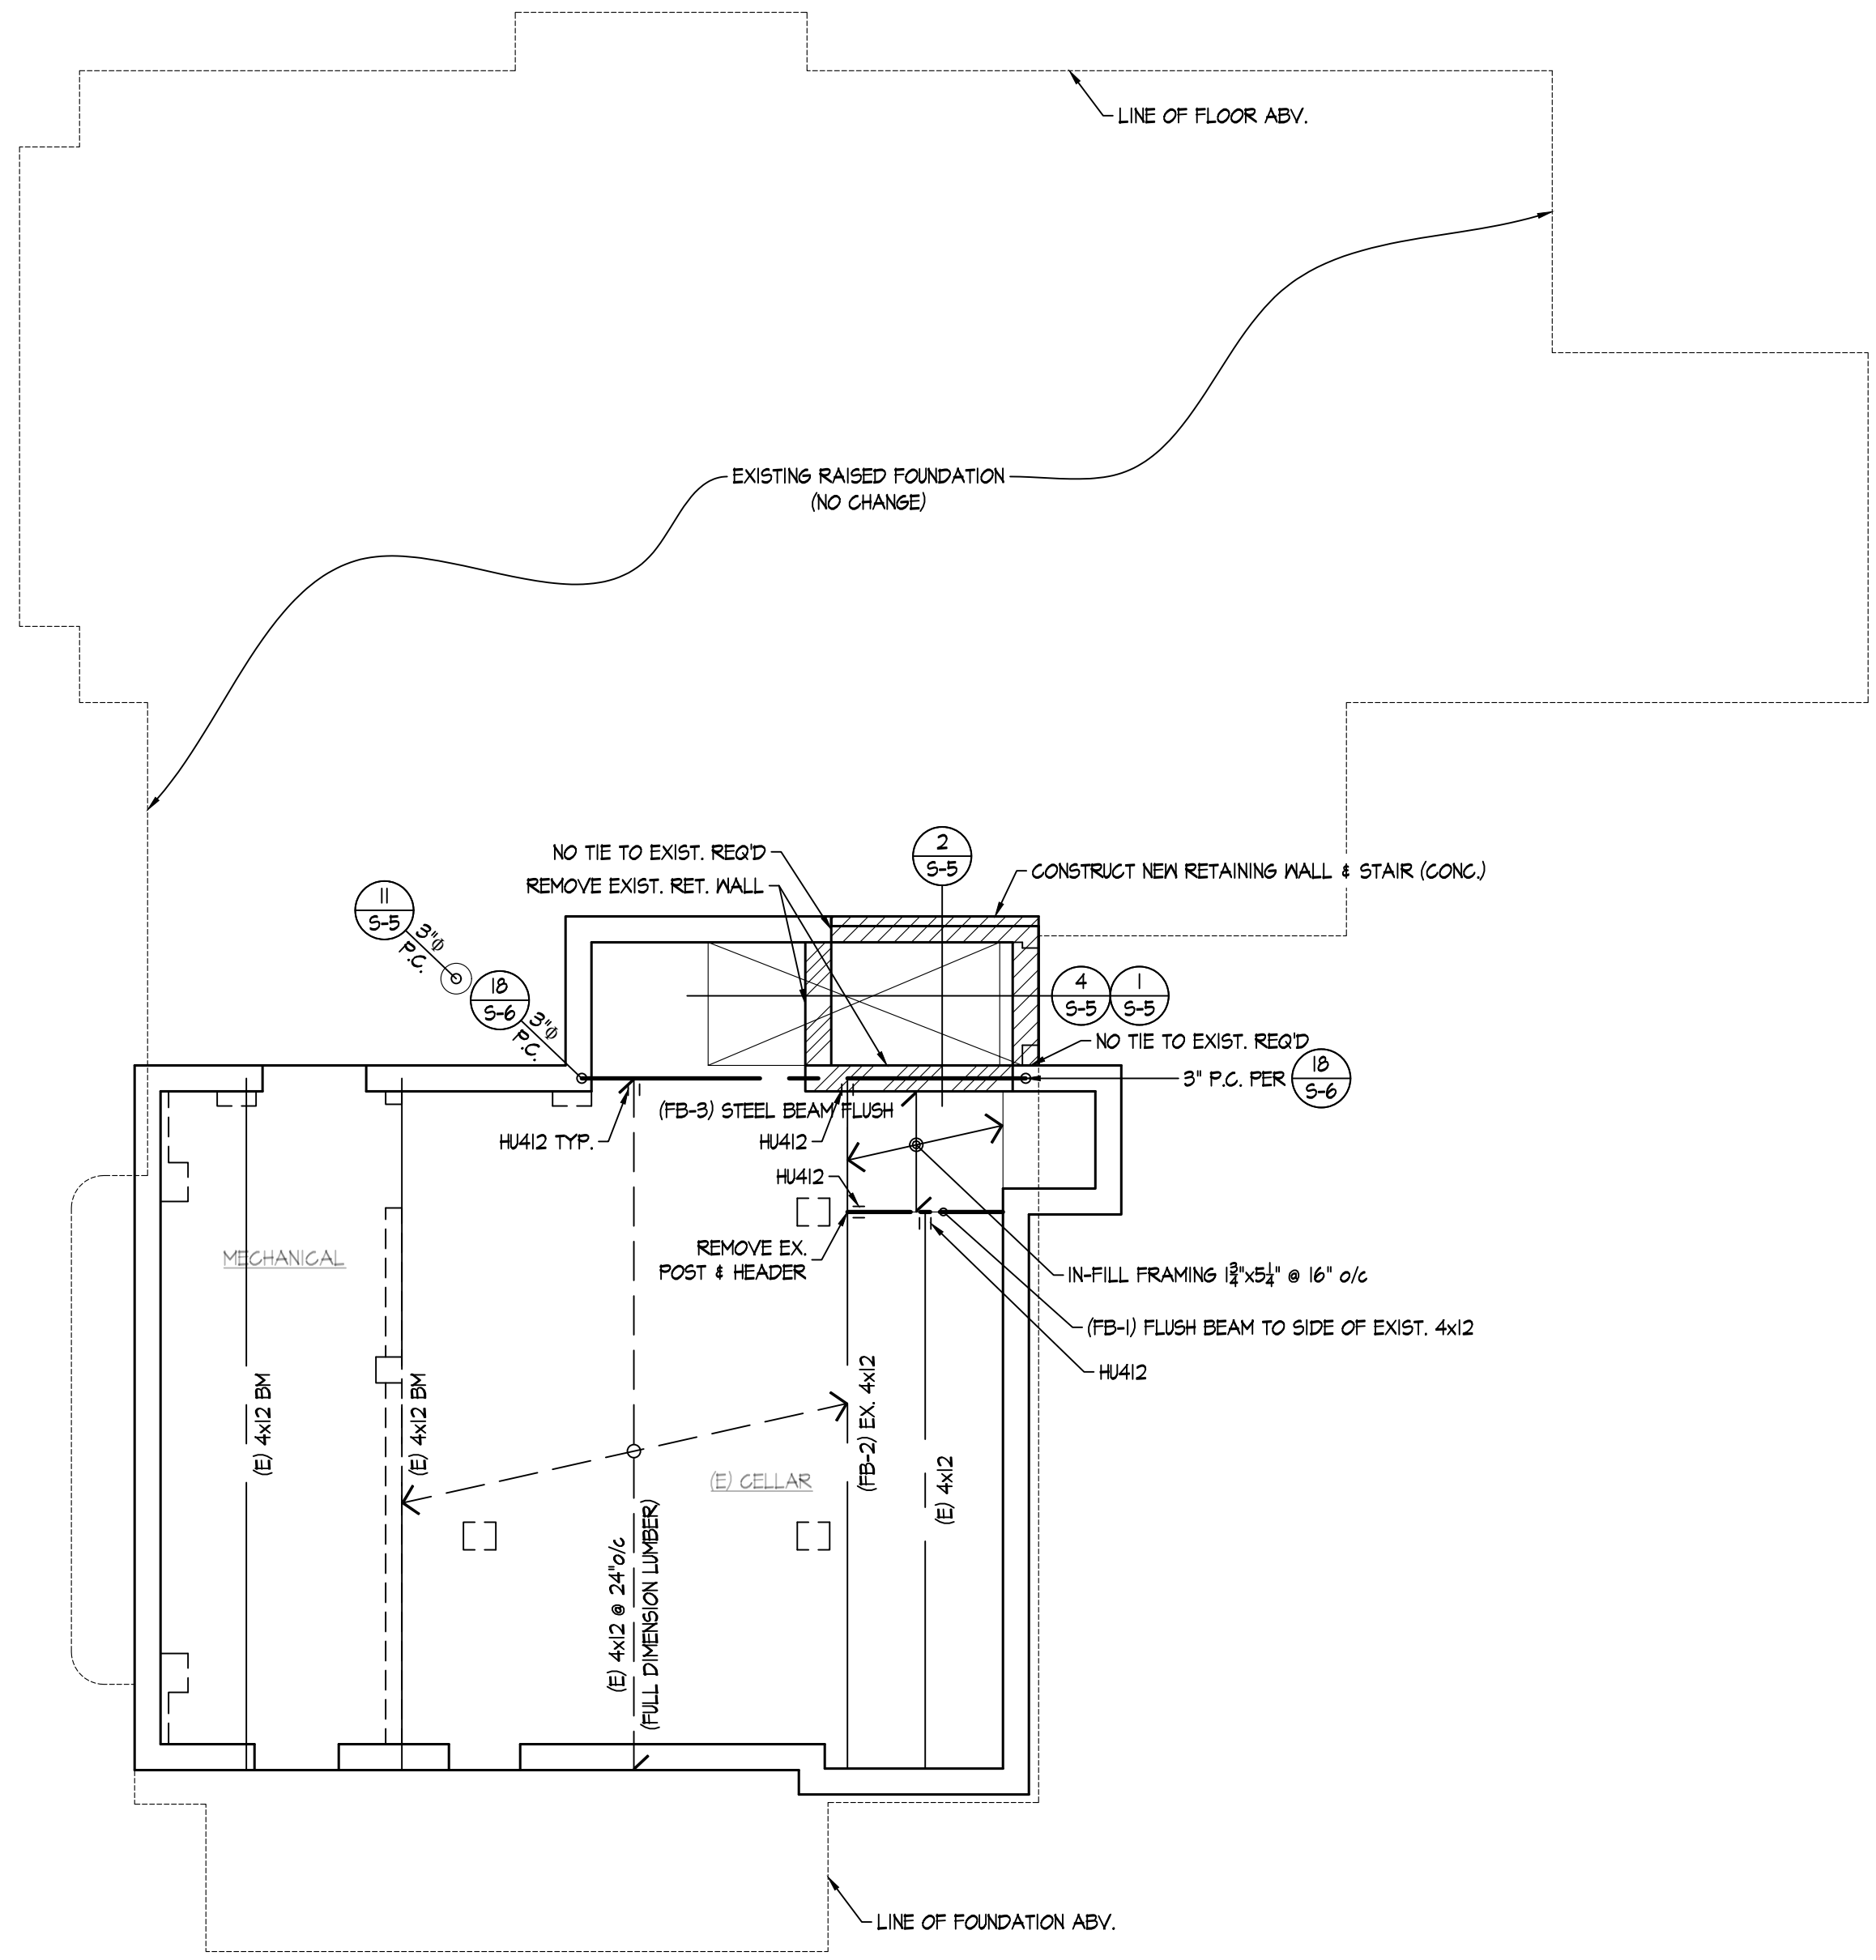 LINE OF FLOOR ABV.
EXISTING RAISED FOUNDATION
(NO CHANGE)
2
S-5
NO TIE TO EXIST. REQ'D
REMOVE EXIST. RET. WALL
CONSTRUCT NEW RETAINING WALL & STAIR (CONC.)
11
S-5
3"Φ
P.C.
18
S-6
3"Φ
P.C.
4
S-5
1
S-5
NO TIE TO EXIST. REQ'D
3" P.C. PER
18
S-6
(FB-3) STEEL BEAM FLUSH
HU412 TYP.
HU412
HU412
REMOVE EX.
POST & HEADER
MECHANICAL
IN-FILL FRAMING 1¾"x5¼" @ 16" o/c
(FB-1) FLUSH BEAM TO SIDE OF EXIST. 4x12
HU412
(E) 4x12 BM
(E) 4x12 BM
(FB-2) EX. 4x12
(E) CELLAR
(E) 4x12
(E) 4x12 @ 24"o/c
(FULL DIMENSION LUMBER)
LINE OF FOUNDATION ABV.